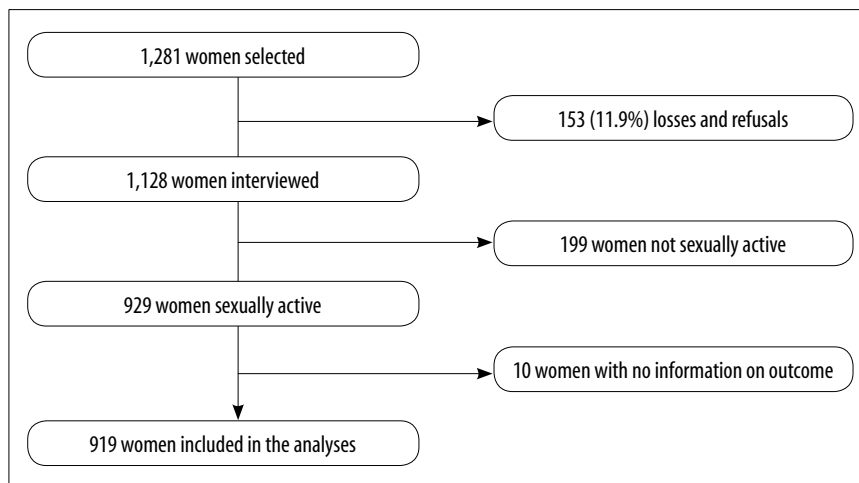 1,281 women selected
153 (11.9%) losses and refusals
1,128 women interviewed
199 women not sexually active
929 women sexually active
10 women with no information on outcome
919 women included in the analyses